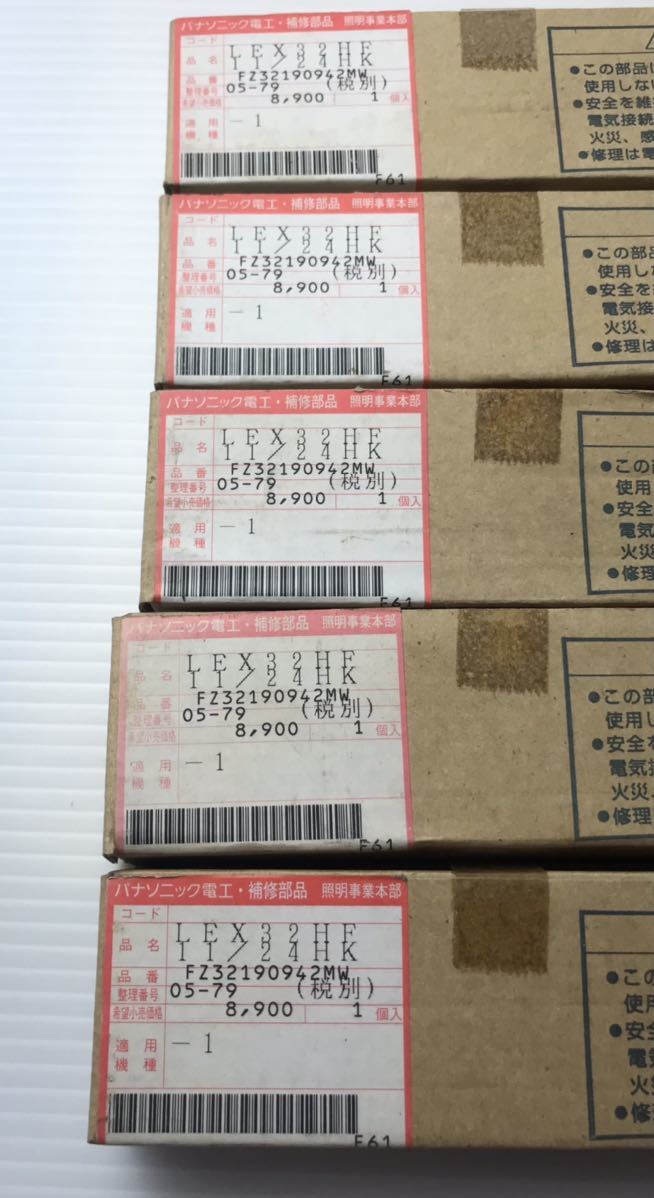 パナソニック電工・補修部品 照明事業本部
コード
品名 LEX32HF
11/24HK
品番 FZ32190942MW
整理番号 05-79 (税別)
希望小売価格 8,900 1 個入
適用 - 1
機種
F61
●この部品は
使用しない
●安全を維
電気接続
火災、感
●修理は電
パナソニック電工・補修部品 照明事業本部
コード
品名 LEX32HF
11/24HK
品番 FZ32190942MW
整理番号 05-79 (税別)
希望小売価格 8,900 1 個入
適用 - 1
機種
F61
●この部品
使用しな
●安全を
電気接
火災、
●修理は
パナソニック電工・補修部品 照明事業本部
コード
品名 LEX32HF
11/24HK
品番 FZ32190942MW
整理番号 05-79 (税別)
希望小売価格 8,900 1 個入
適用 - 1
機種
F61
●この
使用
●安全
電気
火災
●修理
パナソニック電工・補修部品 照明事業本部
コード
品名 LEX32HF
11/24HK
品番 FZ32190942MW
整理番号 05-79 (税別)
希望小売価格 8,900 1 個入
適用 - 1
機種
F61
●この部
使用し
●安全を
電気接
火災、
●修理
パナソニック電工・補修部品 照明事業本部
コード
品名 LEX32HF
11/24HK
品番 FZ32190942MW
整理番号 05-79 (税別)
希望小売価格 8,900 1 個入
適用 - 1
機種
F61
●この
使用
●安全
電気
火災
●修